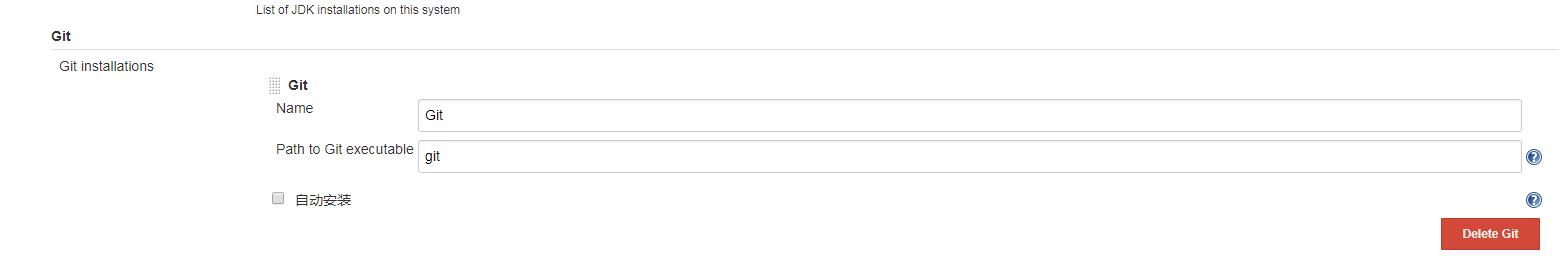 List of JDK installations on this system
Git
Git installations
Git
Name
Git
Path to Git executable
git
自动安装
Delete Git